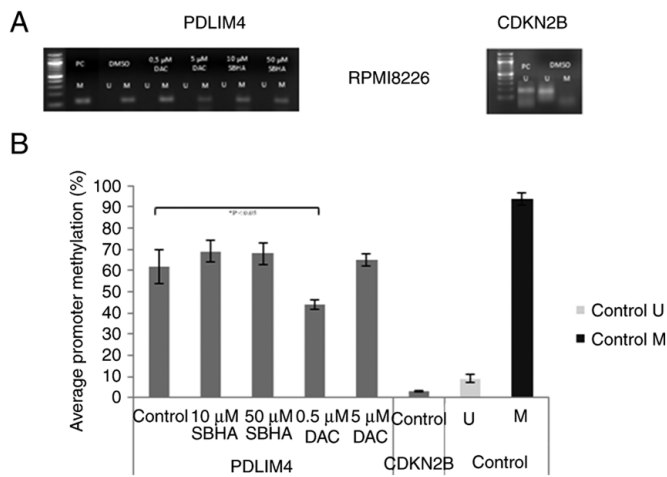 A
PDLIM4
CDKN2B
PC DMSO 0,5 µM DAC 5 µM DAC 10 µM SBHA 50 µM SBHA
M U M U M U M U M U M
RPMI8226
PC DMSO
U U M
B
Average promoter methylation (%)
100
90
80
70
60
50
40
30
20
10
0
*P<0.05
Control U
Control M
Control 10 µM SBHA 50 µM SBHA 0.5 µM DAC 5 µM DAC Control U M
PDLIM4 CDKN2B Control